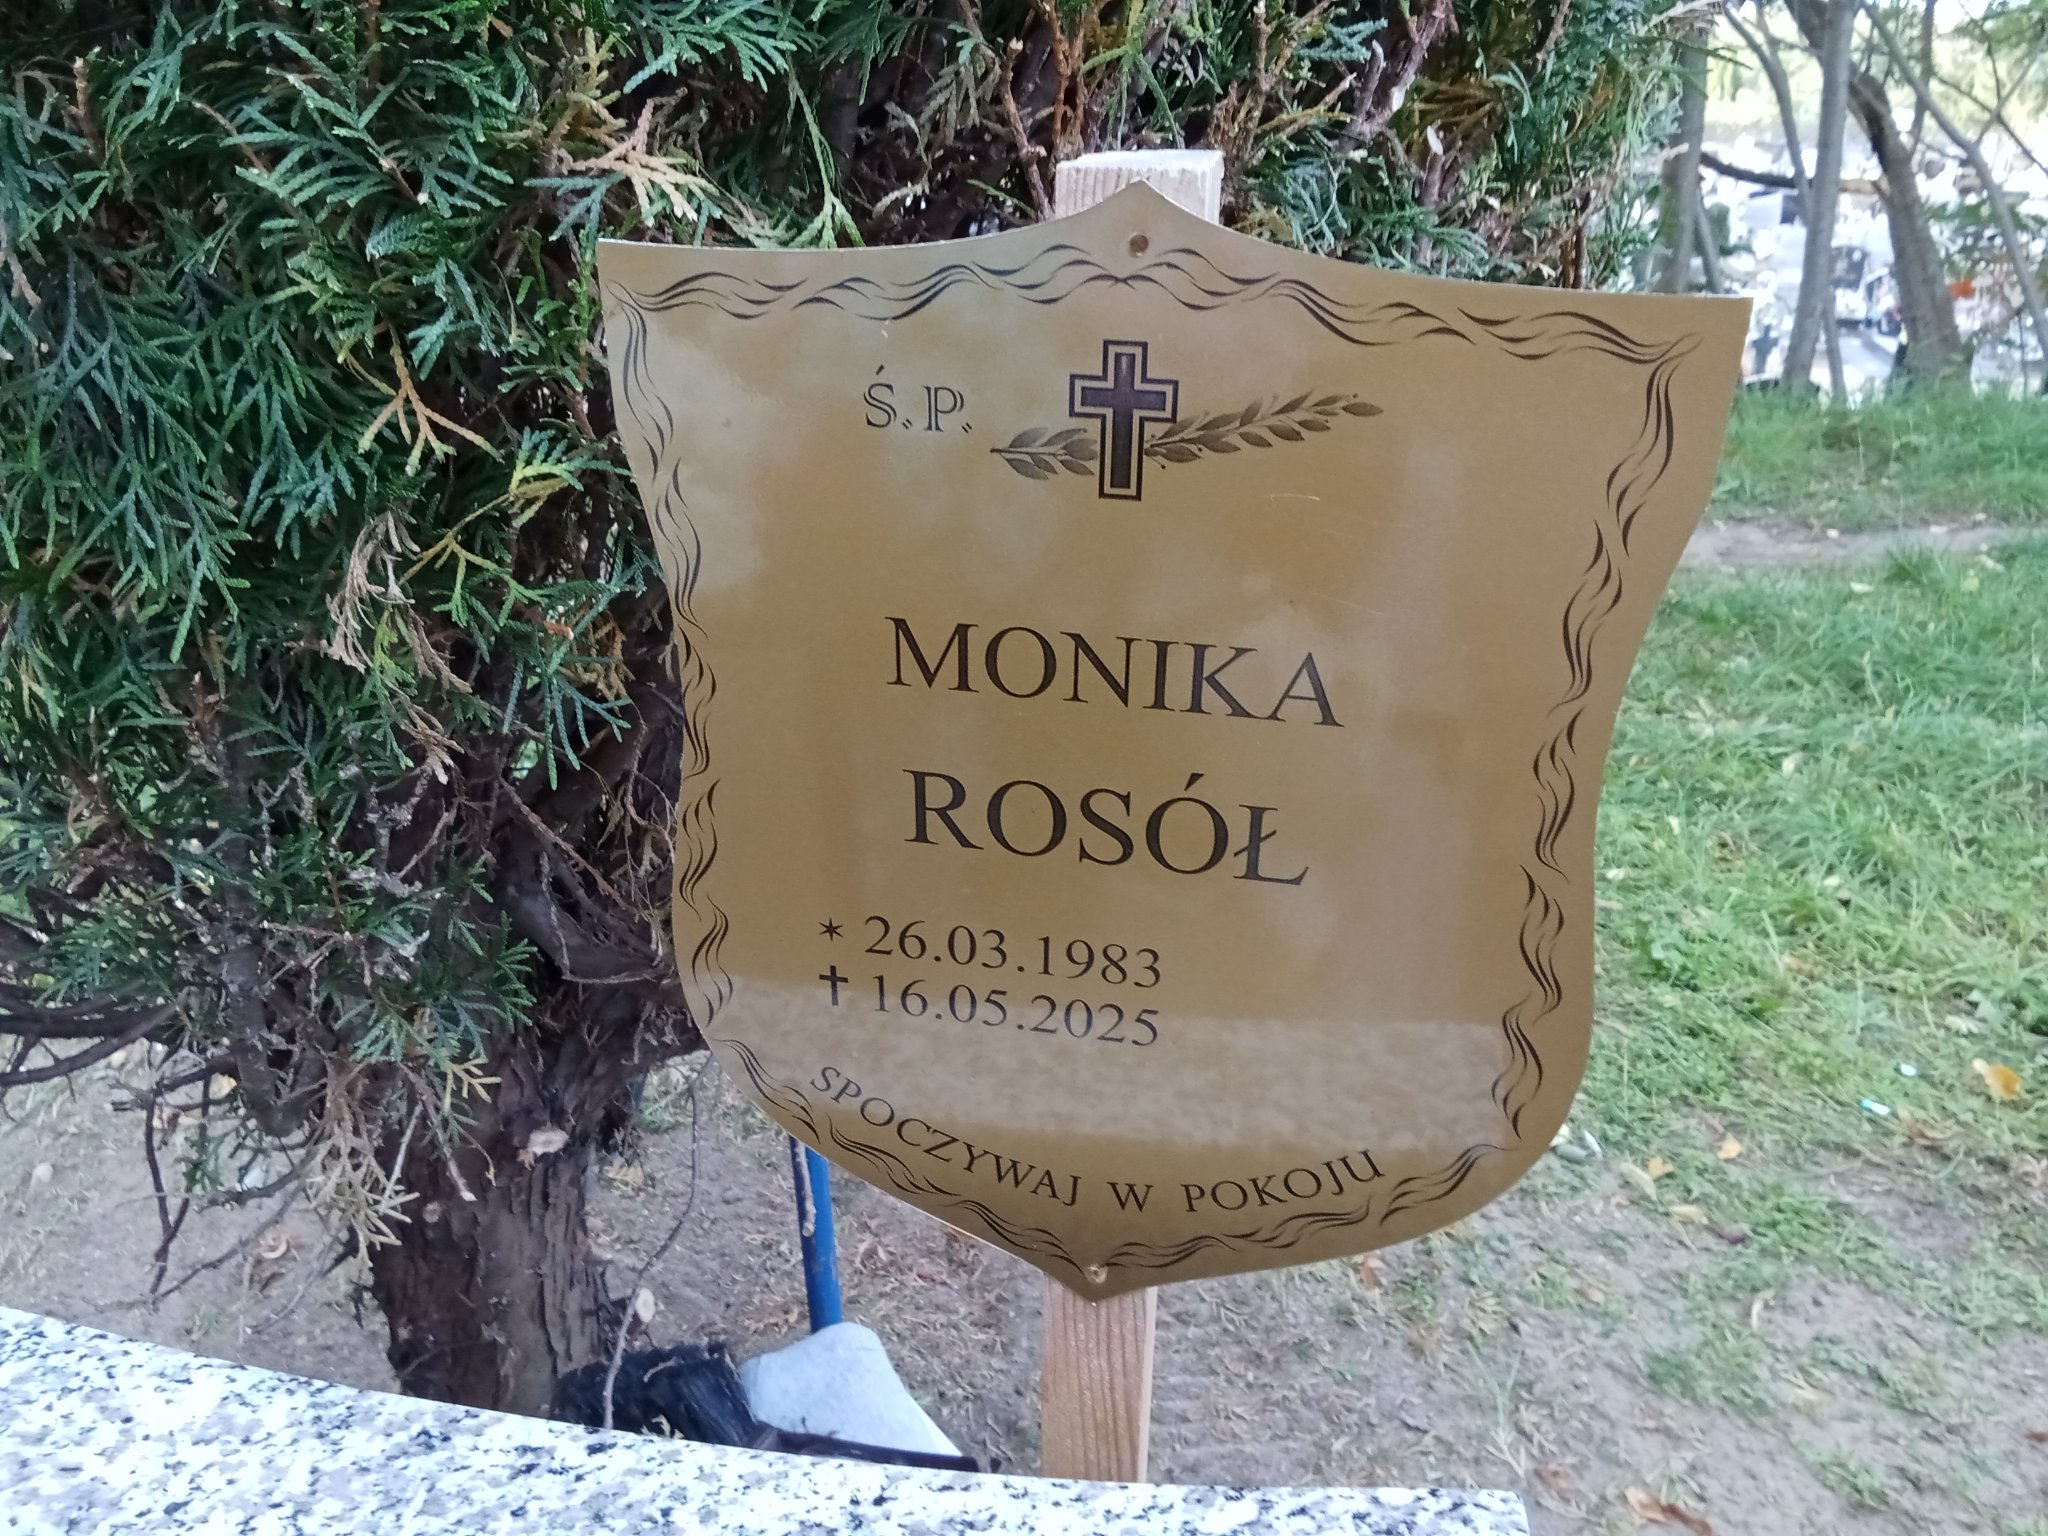 Ś. P.
MONIKA
ROSÓŁ
* 26.03.1983
✝ 16.05.2025
SPOCZYWAJ W POKOJU